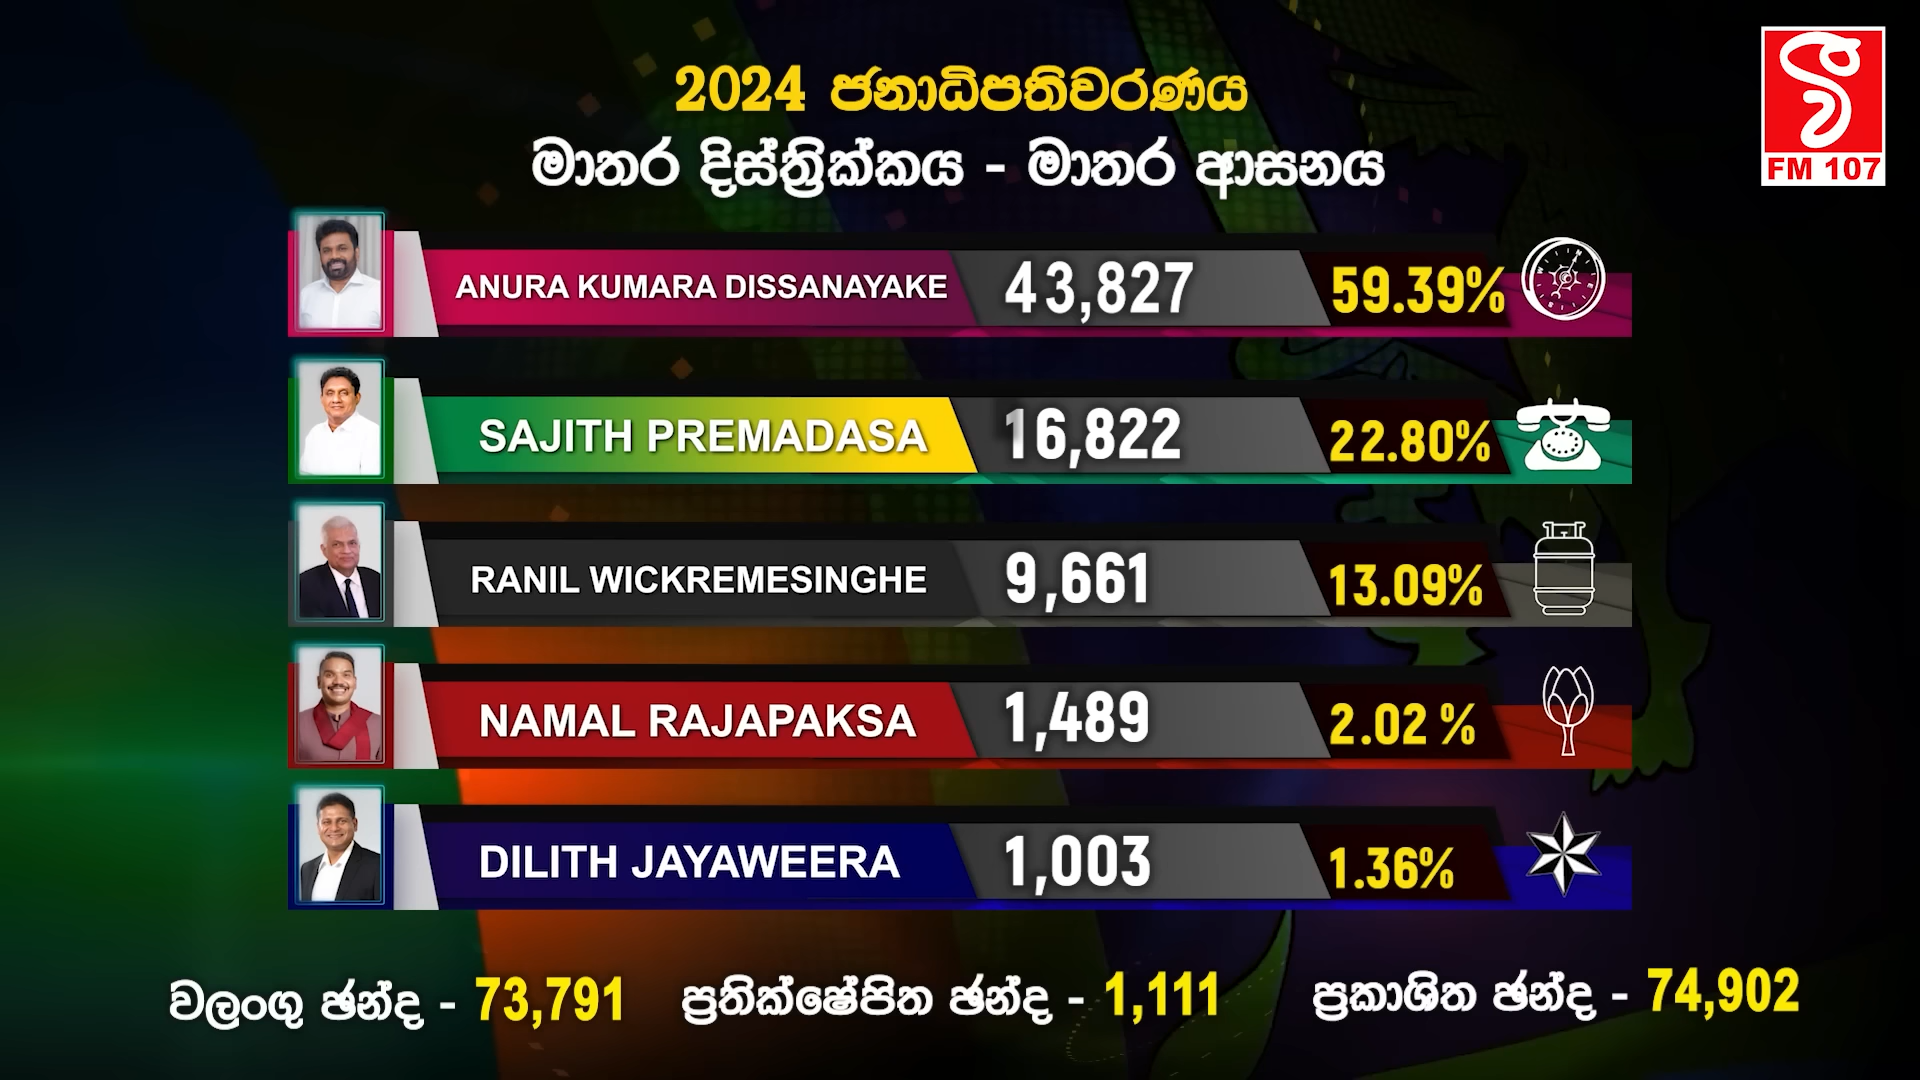 2024 ජනාධිපතිවරණය
මාතර දිස්ත්‍රික්කය - මාතර ආසනය
FM 107
ANURA KUMARA DISSANAYAKE 43,827 59.39%
SAJITH PREMADASA 16,822 22.80%
RANIL WICKREMESINGHE 9,661 13.09%
NAMAL RAJAPAKSA 1,489 2.02 %
DILITH JAYAWEERA 1,003 1.36%
වලංගු ඡන්ද - 73,791 ප්‍රතික්ෂේපිත ඡන්ද - 1,111 ප්‍රකාශිත ඡන්ද - 74,902